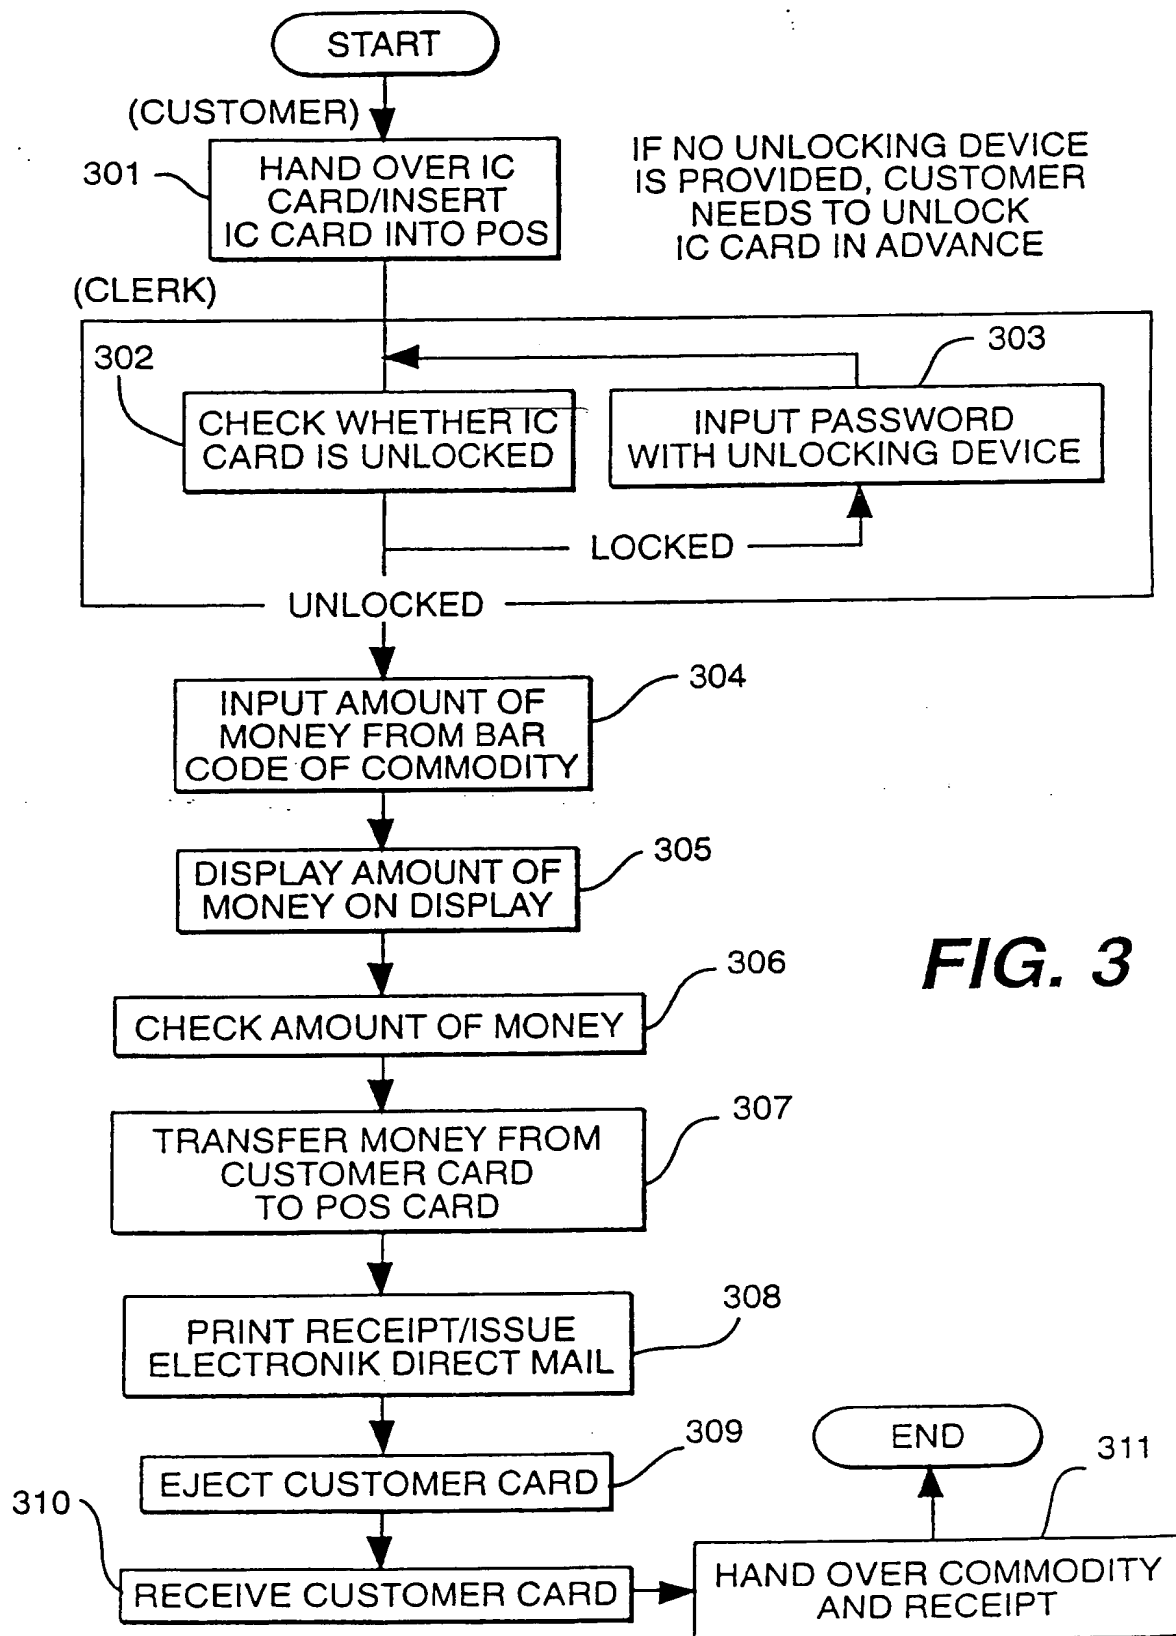 START
(CUSTOMER)
301
HAND OVER IC
CARD/INSERT
IC CARD INTO POS
IF NO UNLOCKING DEVICE
IS PROVIDED, CUSTOMER
NEEDS TO UNLOCK
IC CARD IN ADVANCE
(CLERK)
302
303
CHECK WHETHER IC
CARD IS UNLOCKED
INPUT PASSWORD
WITH UNLOCKING DEVICE
LOCKED
UNLOCKED
304
INPUT AMOUNT OF
MONEY FROM BAR
CODE OF COMMODITY
305
DISPLAY AMOUNT OF
MONEY ON DISPLAY
FIG. 3
306
CHECK AMOUNT OF MONEY
307
TRANSFER MONEY FROM
CUSTOMER CARD
TO POS CARD
308
PRINT RECEIPT/ISSUE
ELECTRONIK DIRECT MAIL
309
EJECT CUSTOMER CARD
END
311
310
RECEIVE CUSTOMER CARD
HAND OVER COMMODITY
AND RECEIPT